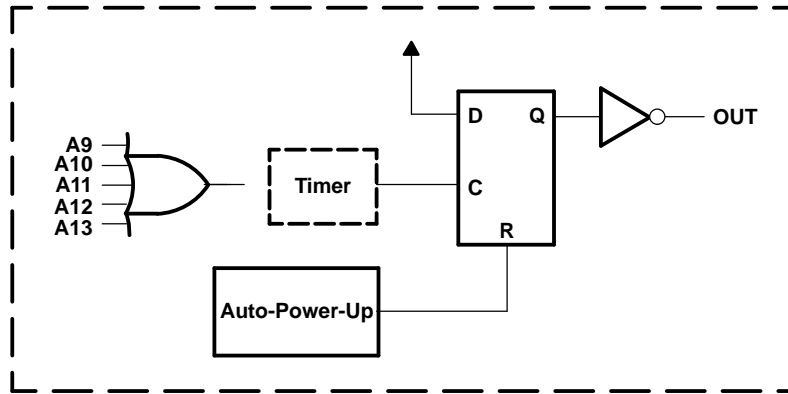 A9
A10
A11
A12
A13
Timer
D
Q
C
R
OUT
Auto-Power-Up